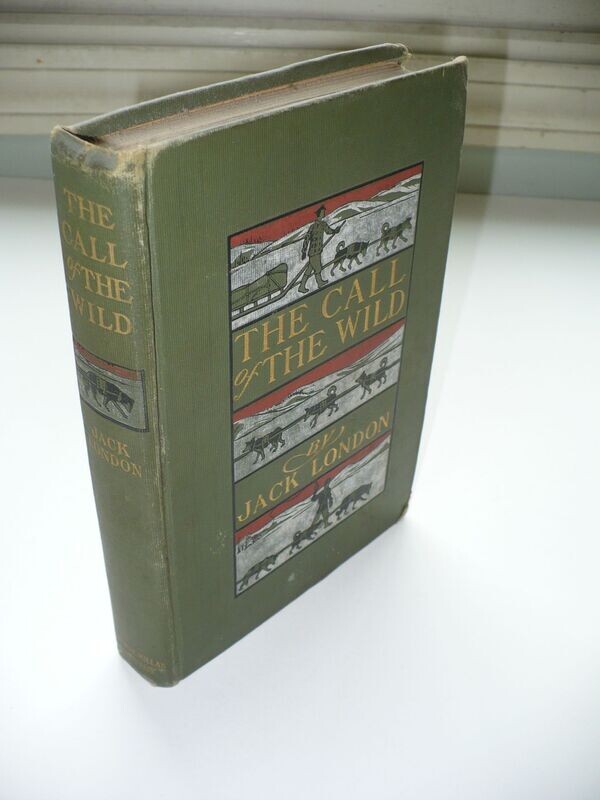 THE
CALL
of THE
WILD
JACK
LONDON
THE CALL
of THE WILD
BY
JACK LONDON